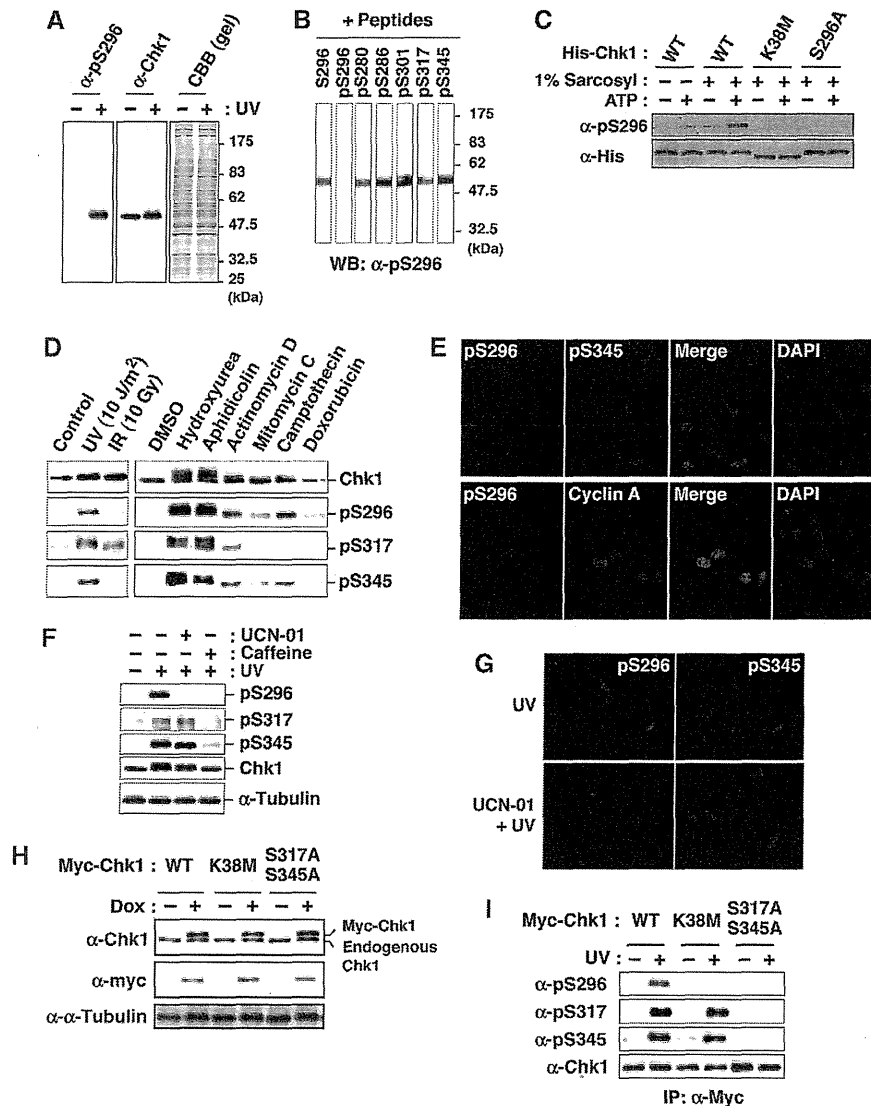 A
α-pS296
α-Chk1
CBB (gel)
− + − + − + : UV
175
83
62
47.5
32.5
25
(kDa)
B
+ Peptides
S296
pS296
pS280
pS286
pS301
pS317
pS345
175
83
62
47.5
32.5
(kDa)
WB: α-pS296
C
His-Chk1 : WT WT K38M S296A
1% Sarcosyl : − − + + + + + +
ATP : − + − + − + − +
α-pS296
α-His
D
Control
UV (10 J/m²)
IR (10 Gy)
DMSO
Hydroxyurea
Aphidicolin
Actinomycin D
Mitomycin C
Camptothecin
Doxorubicin
Chk1
pS296
pS317
pS345
E
pS296 pS345 Merge DAPI
pS296 Cyclin A Merge DAPI
F
− − + − : UCN-01
− − − + : Caffeine
− + + + : UV
pS296
pS317
pS345
Chk1
α-Tubulin
G
pS296 pS345
UV
UCN-01
+ UV
H
Myc-Chk1 : WT K38M S317A
S345A
Dox : − + − + − +
α-Chk1
Myc-Chk1
Endogenous
Chk1
α-myc
α-α-Tubulin
I
Myc-Chk1 : WT K38M S317A
S345A
UV : − + − + − +
α-pS296
α-pS317
α-pS345
α-Chk1
IP: α-Myc